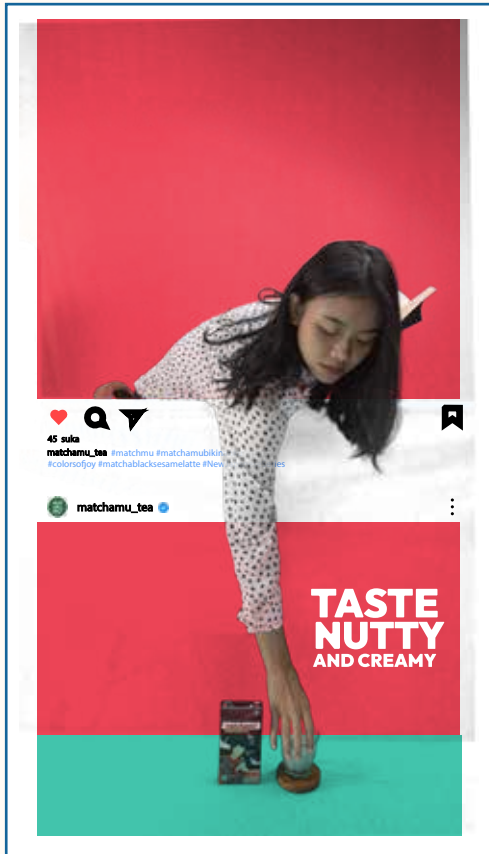 45 suka
matchamu_tea #matchmu #matchamubikin
#colorsofjoy #matchablacksesamelatte #New
matchamu_tea
TASTE
NUTTY
AND CREAMY